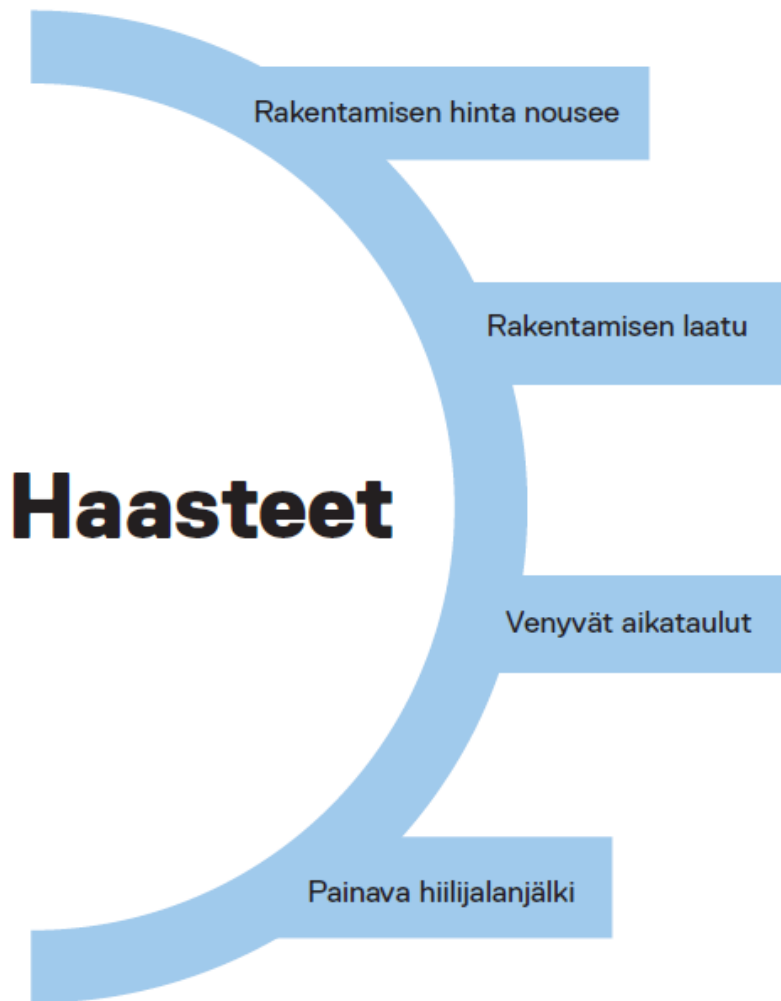 Rakentamisen hinta nousee
Rakentamisen laatu
Haasteet
Venyvät aikataulut
Painava hiilijalanjälki